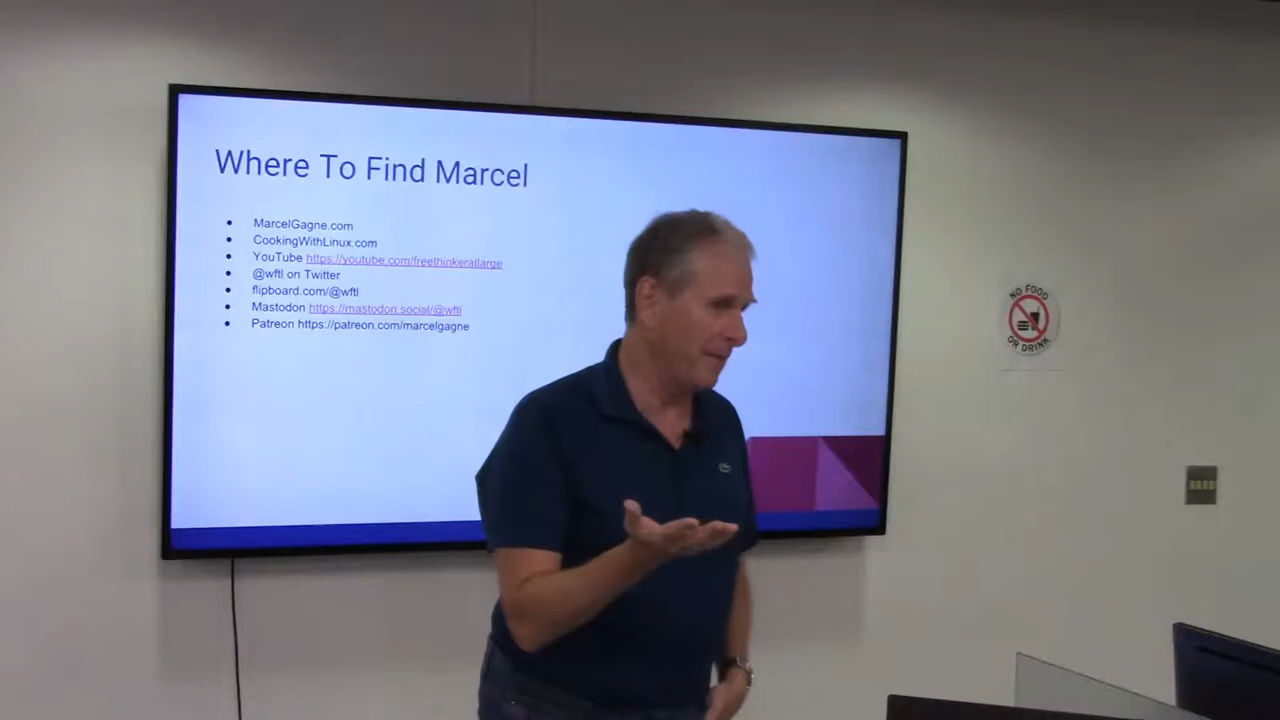 Where To Find Marcel
MarcelGagne.com
CookingWithLinux.com
YouTube https://youtube.com/freethinkeratlarge
@wftl on Twitter
flipboard.com/@wftl
Mastodon https://mastodon.social/@wftl
Patreon https://patreon.com/marcelgagne
NO FOOD
OR DRINK